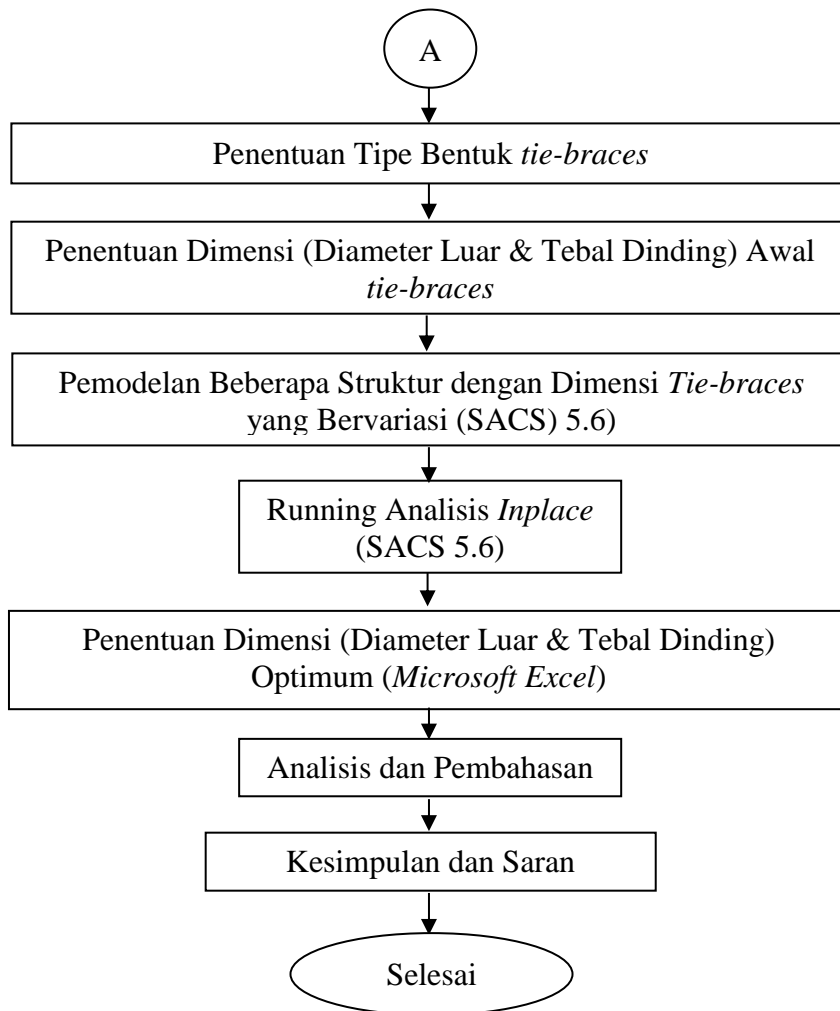 A
Penentuan Tipe Bentuk tie-braces
Penentuan Dimensi (Diameter Luar & Tebal Dinding) Awal
tie-braces
Pemodelan Beberapa Struktur dengan Dimensi Tie-braces
yang Bervariasi (SACS) 5.6)
Running Analisis Inplace
(SACS 5.6)
Penentuan Dimensi (Diameter Luar & Tebal Dinding)
Optimum (Microsoft Excel)
Analisis dan Pembahasan
Kesimpulan dan Saran
Selesai